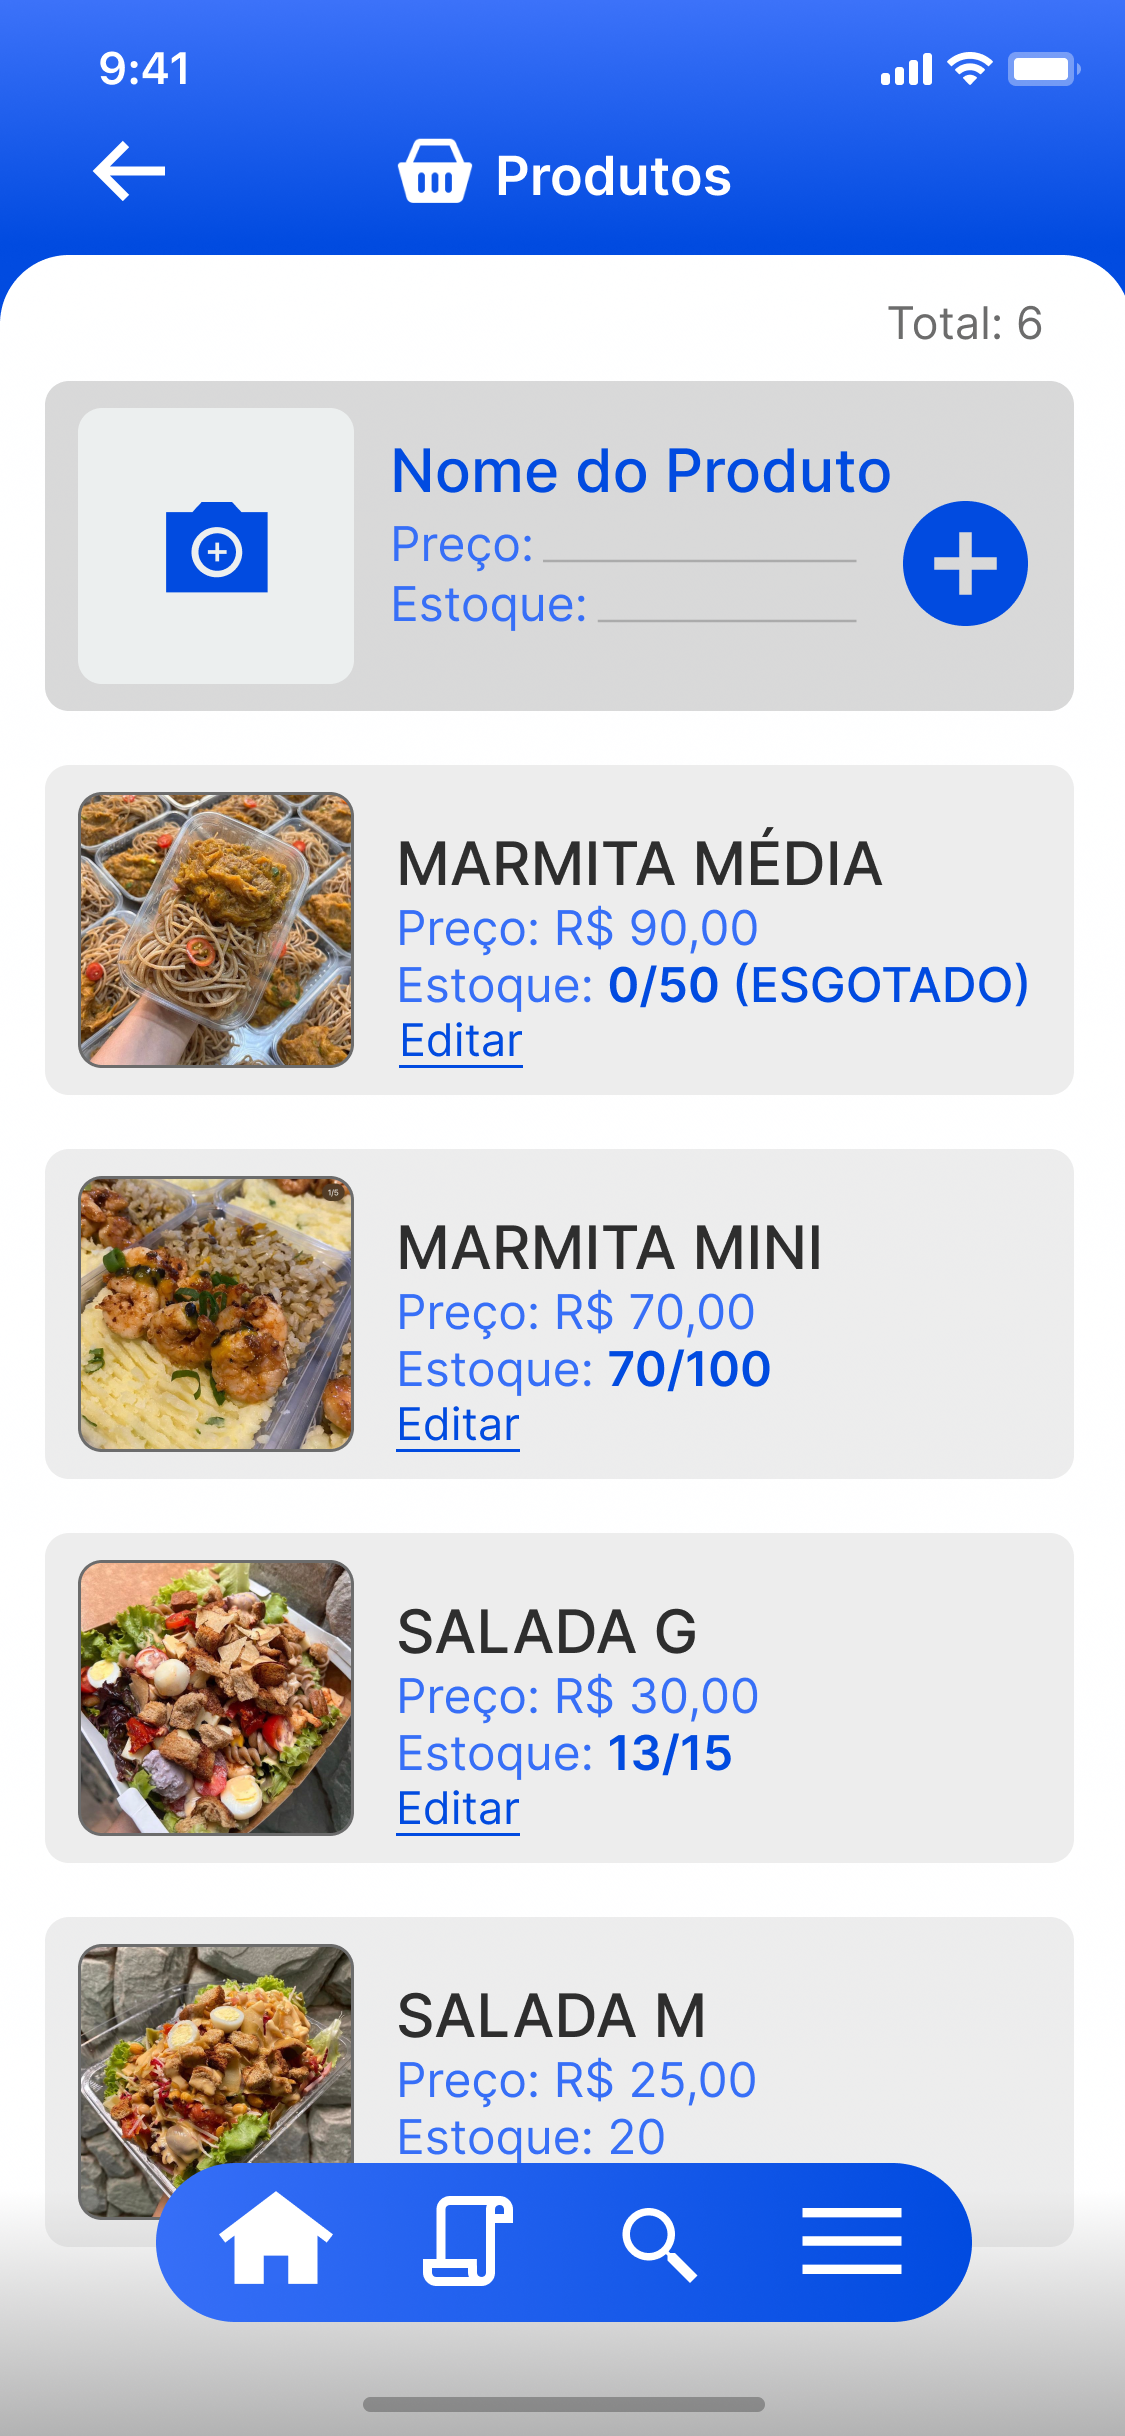 9:41
Produtos
Total: 6
Nome do Produto
Preço:
Estoque:
MARMITA MÉDIA
Preço: R$ 90,00
Estoque: 0/50 (ESGOTADO)
Editar
1/5
MARMITA MINI
Preço: R$ 70,00
Estoque: 70/100
Editar
SALADA G
Preço: R$ 30,00
Estoque: 13/15
Editar
SALADA M
Preço: R$ 25,00
Estoque: 20